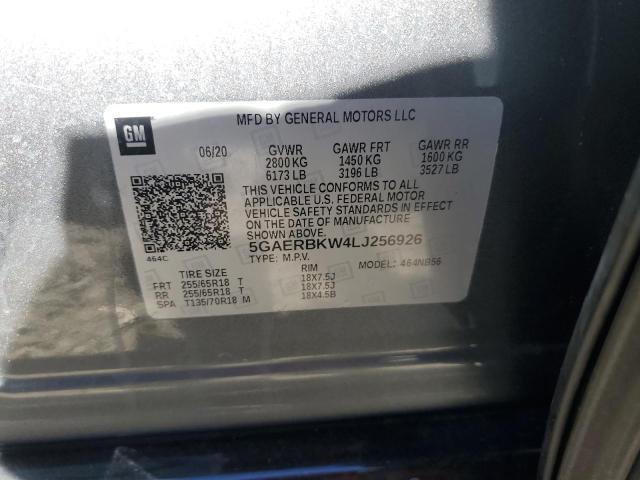 GM
MFD BY GENERAL MOTORS LLC
06/20 GVWR GAWR FRT GAWR RR
2800 KG 1450 KG 1600 KG
6173 LB 3196 LB 3527 LB
THIS VEHICLE CONFORMS TO ALL
APPLICABLE U.S. FEDERAL MOTOR
VEHICLE SAFETY STANDARDS IN
EFFECT ON THE DATE OF
MANUFACTURE SHOWN ABOVE.
464C 5GAERBKW4LJ256926
TYPE: M.P.V. MODEL: 464NB56
TIRE SIZE RIM
FRT 255/65R18 T 18X7.5J
RR 255/65R18 T 18X7.5J
SPA T135/70R18 M 18X4.5B